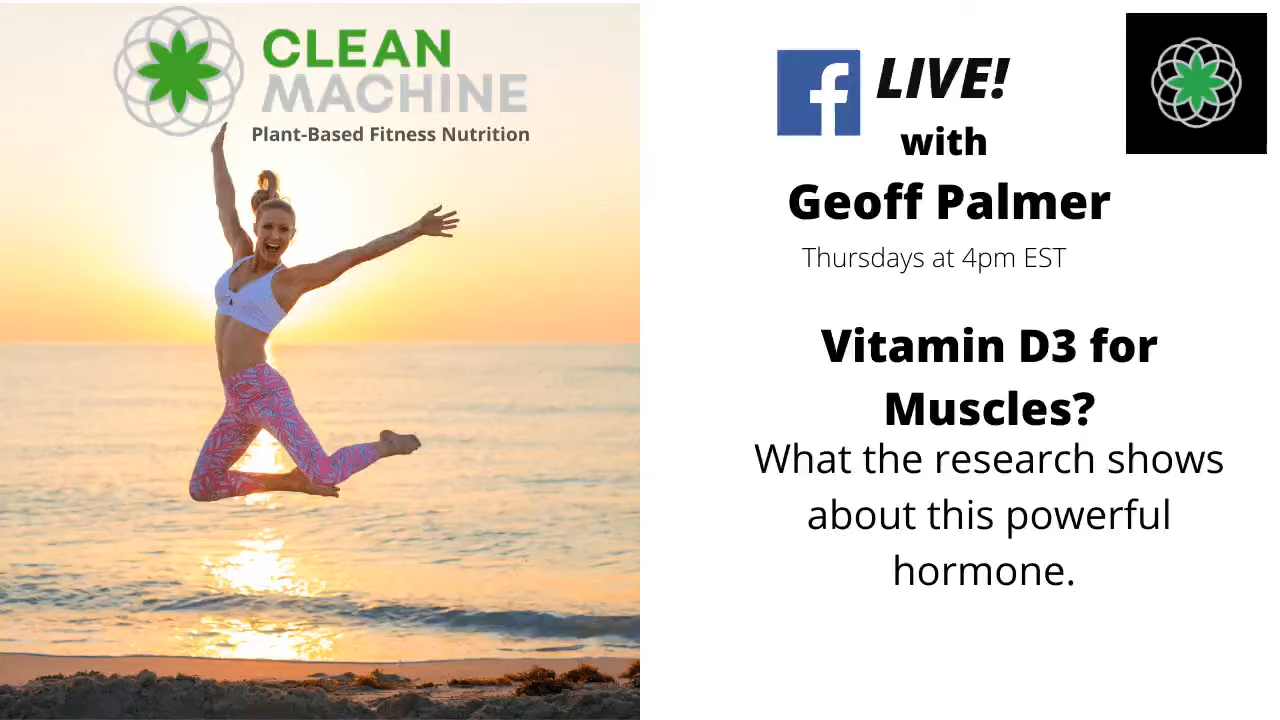 CLEAN
MACHINE
Plant-Based Fitness Nutrition
f LIVE!
with
Geoff Palmer
Thursdays at 4pm EST
Vitamin D3 for
Muscles?
What the research shows
about this powerful
hormone.